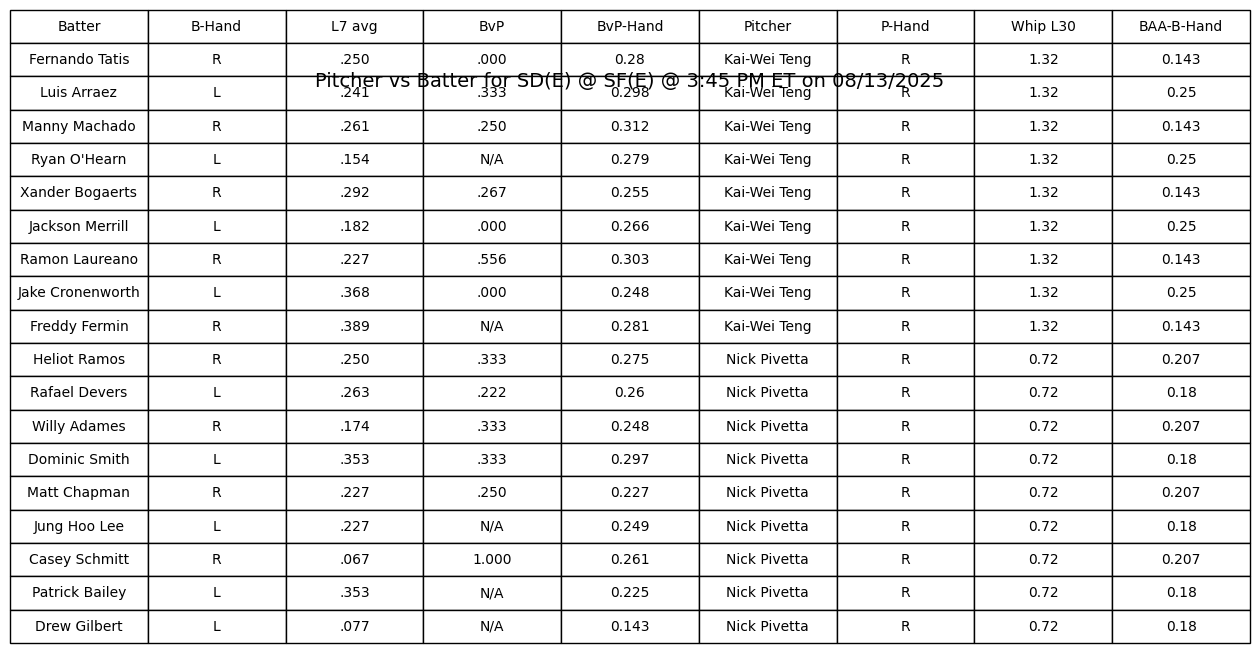 Batter B-Hand L7 avg BvP BvP-Hand Pitcher P-Hand Whip L30 BAA-B-Hand
Fernando Tatis R .250 .000 0.28 Kai-Wei Teng R 1.32 0.143
Pitcher vs Batter for SD(E) @ SF(E) @ 3:45 PM ET on 08/13/2025
Luis Arraez L .241 .333 0.298 Kai-Wei Teng R 1.32 0.25
Manny Machado R .261 .250 0.312 Kai-Wei Teng R 1.32 0.143
Ryan O'Hearn L .154 N/A 0.279 Kai-Wei Teng R 1.32 0.25
Xander Bogaerts R .292 .267 0.255 Kai-Wei Teng R 1.32 0.143
Jackson Merrill L .182 .000 0.266 Kai-Wei Teng R 1.32 0.25
Ramon Laureano R .227 .556 0.303 Kai-Wei Teng R 1.32 0.143
Jake Cronenworth L .368 .000 0.248 Kai-Wei Teng R 1.32 0.25
Freddy Fermin R .389 N/A 0.281 Kai-Wei Teng R 1.32 0.143
Heliot Ramos R .250 .333 0.275 Nick Pivetta R 0.72 0.207
Rafael Devers L .263 .222 0.26 Nick Pivetta R 0.72 0.18
Willy Adames R .174 .333 0.248 Nick Pivetta R 0.72 0.207
Dominic Smith L .353 .333 0.297 Nick Pivetta R 0.72 0.18
Matt Chapman R .227 .250 0.227 Nick Pivetta R 0.72 0.207
Jung Hoo Lee L .227 N/A 0.249 Nick Pivetta R 0.72 0.18
Casey Schmitt R .067 1.000 0.261 Nick Pivetta R 0.72 0.207
Patrick Bailey L .353 N/A 0.225 Nick Pivetta R 0.72 0.18
Drew Gilbert L .077 N/A 0.143 Nick Pivetta R 0.72 0.18